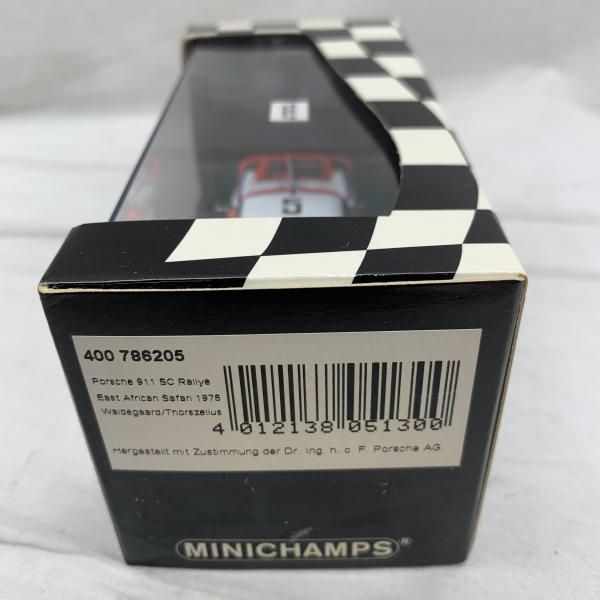 5
400 786205
Porsche 911 SC Rallye
East African Safari 1978
Waldegaard/Thorszelius
4 012138 051300
Hergestellt mit Zustimmung der Dr. Ing. h. c. F. Porsche AG.
MINICHAMPS®